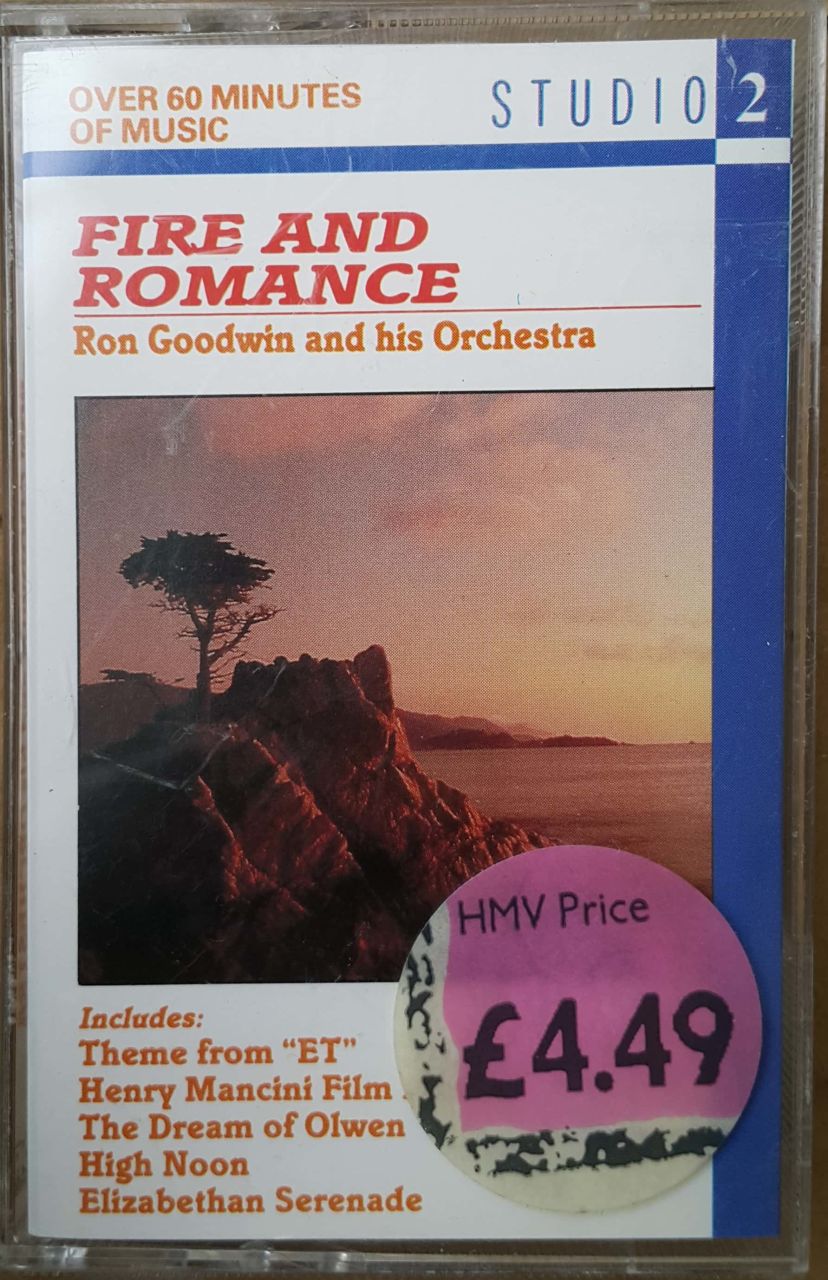 OVER 60 MINUTES
OF MUSIC
STUDIO 2
FIRE AND
ROMANCE
Ron Goodwin and his Orchestra
HMV Price
£4.49
Includes:
Theme from “ET”
Henry Mancini Film
The Dream of Olwen
High Noon
Elizabethan Serenade